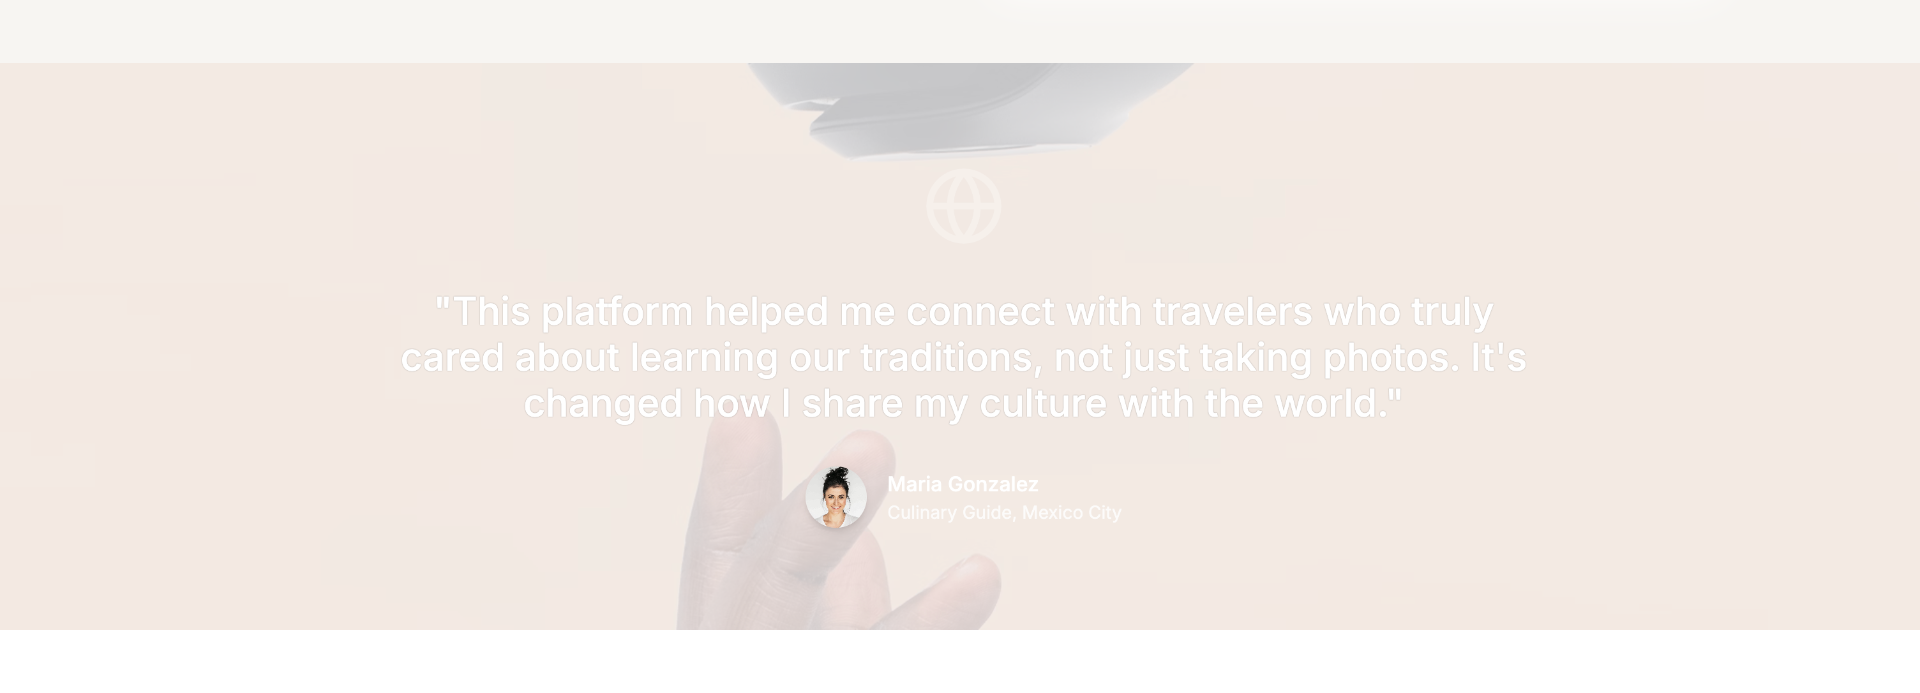 "This platform helped me connect with travelers who truly
cared about learning our traditions, not just taking photos. It's
changed how I share my culture with the world."
Maria Gonzalez
Culinary Guide, Mexico City